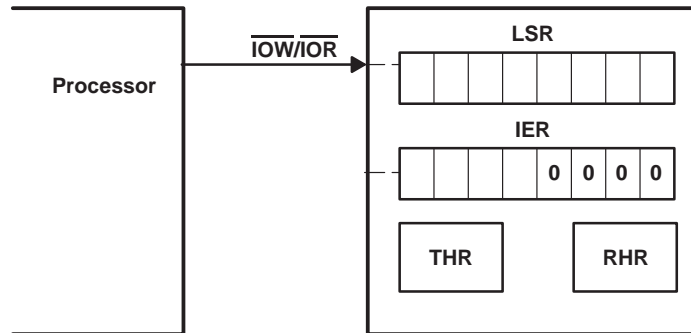 LSR
IOW/IOR
Processor
IER
0 0 0 0
THR RHR